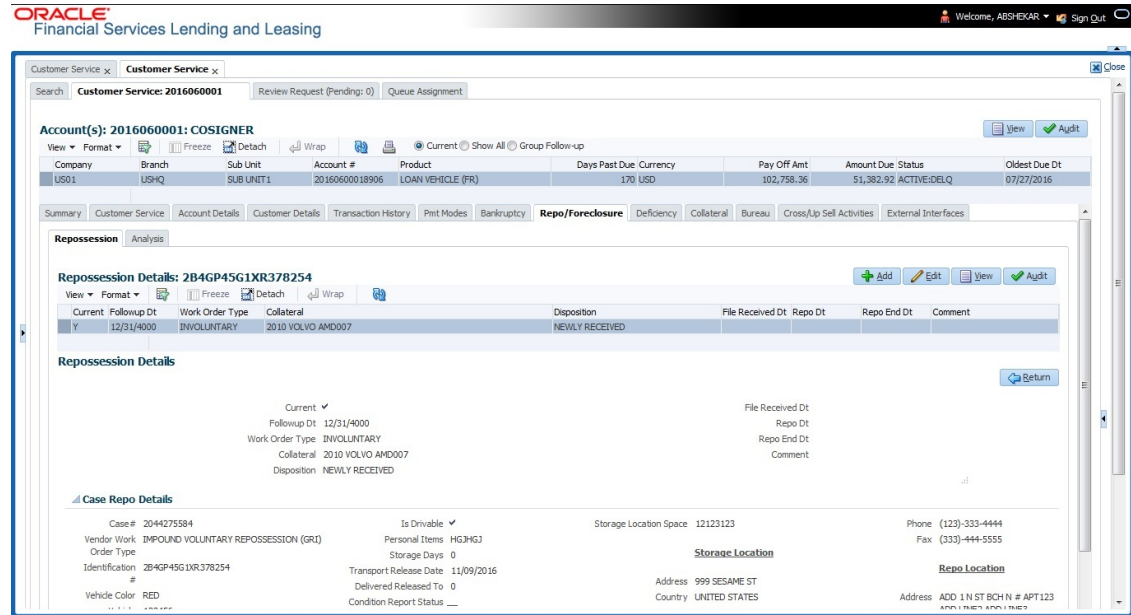 ORACLE
Financial Services Lending and Leasing
Welcome, ABSHEKAR Sign Out
Customer Service x Customer Service x
Close
Search Customer Service: 2016060001 Review Request (Pending: 0) Queue Assignment
Account(s): 2016060001: COSIGNER
View Audit
View Format Freeze Detach Wrap Current Show All Group Follow-up
Company Branch Sub Unit Account # Product Days Past Due Currency Pay Off Amt Amount Due Status Oldest Due Dt
US01 USHQ SUB UNIT1 20160600018906 LOAN VEHICLE (FR) 170 USD 102,758.36 51,382.92 ACTIVE:DELQ 07/27/2016
Summary Customer Service Account Details Customer Details Transaction History Pmt Modes Bankruptcy Repo/Foreclosure Deficiency Collateral Bureau Cross/Up Sell Activities External Interfaces
Repossession Analysis
Repossession Details: 2B4GP45G1XR378254
Add Edit View Audit
View Format Freeze Detach Wrap
Current Followup Dt Work Order Type Collateral Disposition File Received Dt Repo Dt Repo End Dt Comment
Y 12/31/4000 INVOLUNTARY 2010 VOLVO AMD007 NEWLY RECEIVED
Repossession Details
Return
Current File Received Dt
Followup Dt 12/31/4000 Repo Dt
Work Order Type INVOLUNTARY Repo End Dt
Collateral 2010 VOLVO AMD007 Comment
Disposition NEWLY RECEIVED
Case Repo Details
Case# 2044275584 Is Drivable Storage Location Space 12123123 Phone (123)-333-4444
Vendor Work Order Type IMPOUND VOLUNTARY REPOSSESSION (GRI) Personal Items HGJHGJ Fax (333)-444-5555
Storage Days 0 Storage Location
Identification # 2B4GP45G1XR378254 Transport Release Date 11/09/2016 Repo Location
Delivered Released To 0 Address 999 SESAME ST
Vehicle Color RED Condition Report Status __ Country UNITED STATES Address ADD 1 N ST BCH N # APT123
ADD LINE2 ADD LINE3